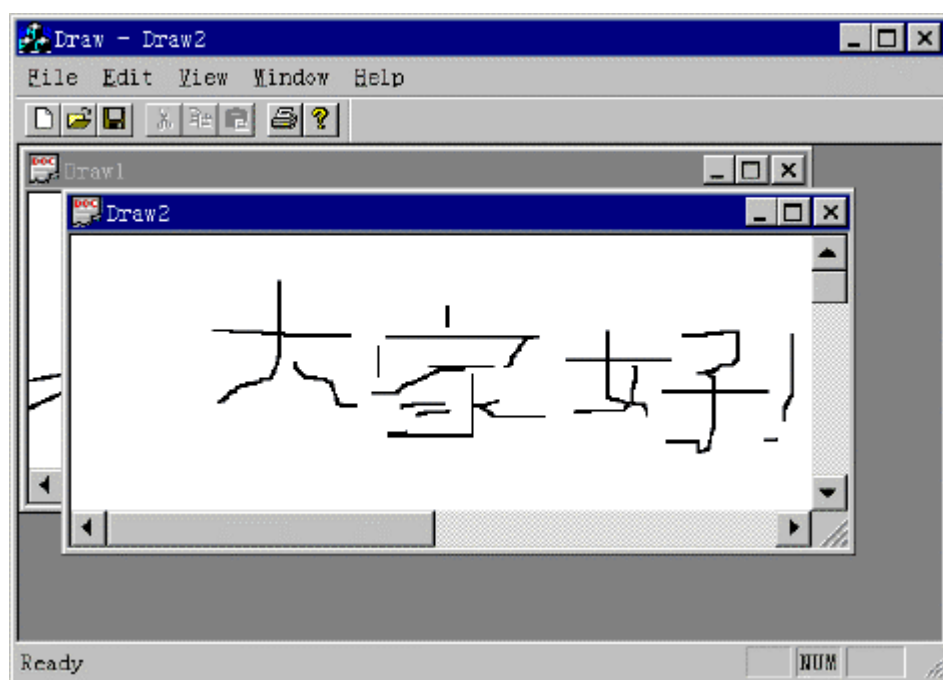 Draw - Draw2
File Edit View Window Help
Draw1
Draw2
大家好!
Ready NUM